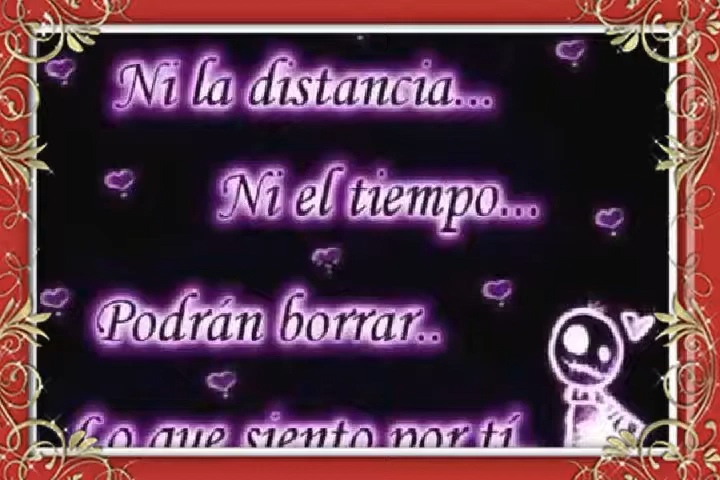 Ni la distancia...
Ni el tiempo...
Podrán borrar..
Lo que siento por tí